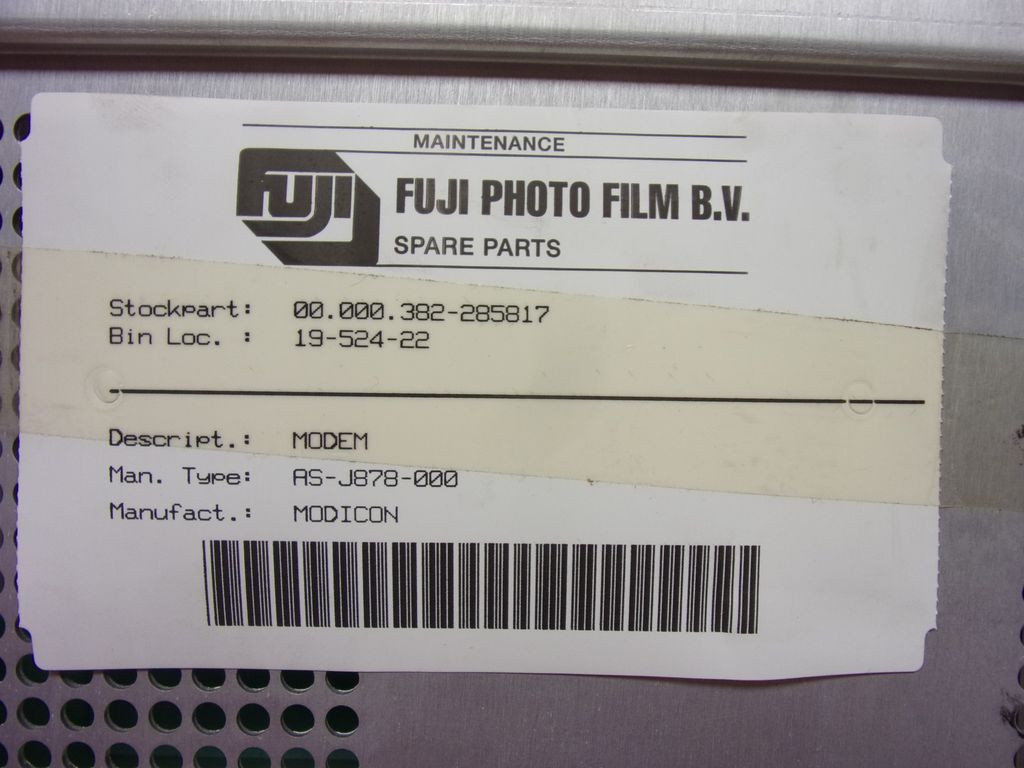 MAINTENANCE
FUJI
FUJI PHOTO FILM B.V.
SPARE PARTS
Stockpart: 00.000.382-285817
Bin Loc. : 19-524-22
Descript.: MODEM
Man. Type: AS-J878-000
Manufact.: MODICON